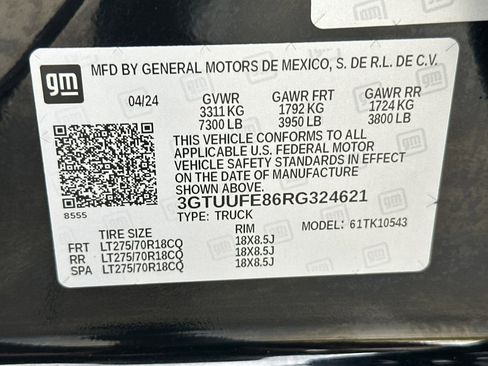 gm
MFD BY GENERAL MOTORS DE MEXICO, S. DE R.L. DE C.V.
04/24 GVWR GAWR FRT GAWR RR
3311 KG 1792 KG 1724 KG
7300 LB 3950 LB 3800 LB
THIS VEHICLE CONFORMS TO ALL
APPLICABLE U.S. FEDERAL MOTOR
VEHICLE SAFETY STANDARDS IN EFFECT
ON THE DATE OF MANUFACTURE
SHOWN ABOVE.
3GTUUFE86RG324621
8555
TYPE: TRUCK MODEL: 61TK10543
TIRE SIZE RIM
FRT LT275/70R18CQ 18X8.5J
RR LT275/70R18CQ 18X8.5J
SPA LT275/70R18CQ 18X8.5J